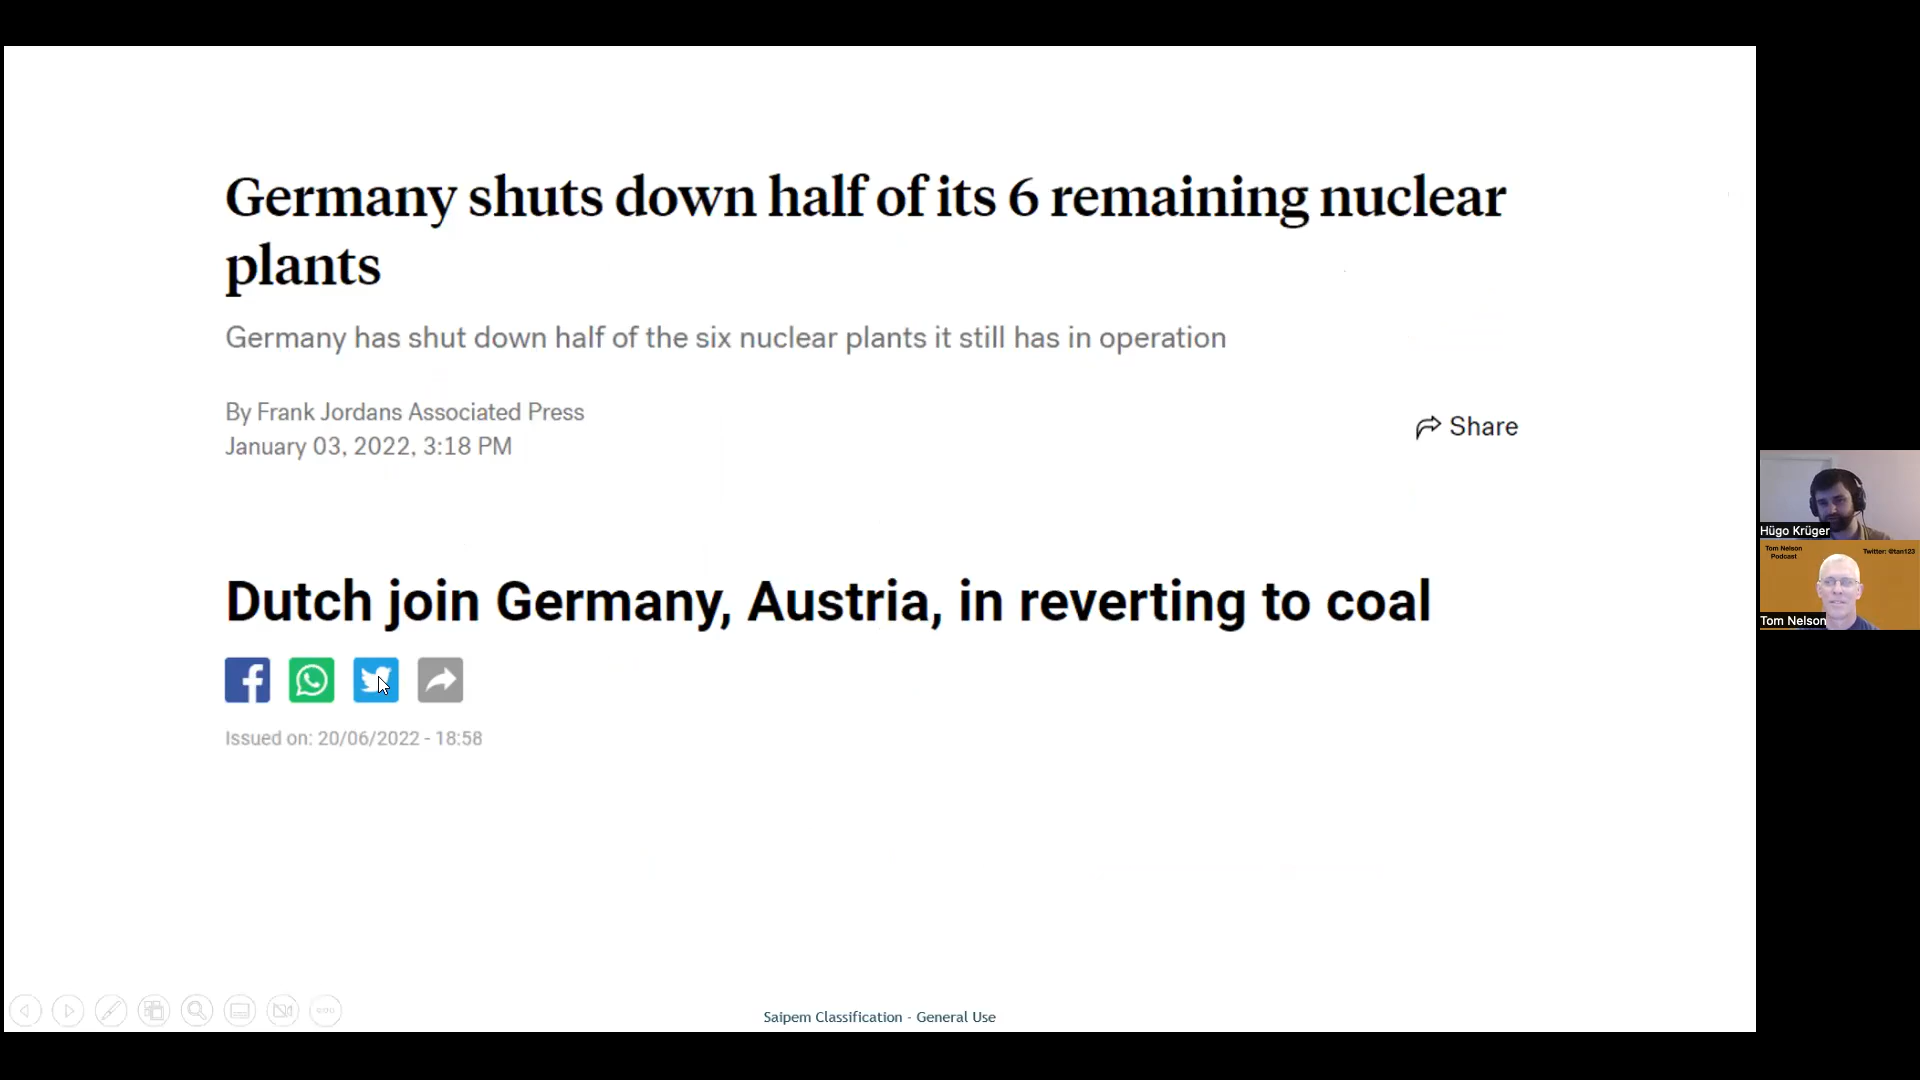 Germany shuts down half of its 6 remaining nuclear
plants
Germany has shut down half of the six nuclear plants it still has in operation
By Frank Jordans Associated Press
January 03, 2022, 3:18 PM
Share
Dutch join Germany, Austria, in reverting to coal
Issued on: 20/06/2022 - 18:58
Saipem Classification - General Use
Hügo Krüger
Tom Nelson
Podcast
Twitter: @tan123
Tom Nelson